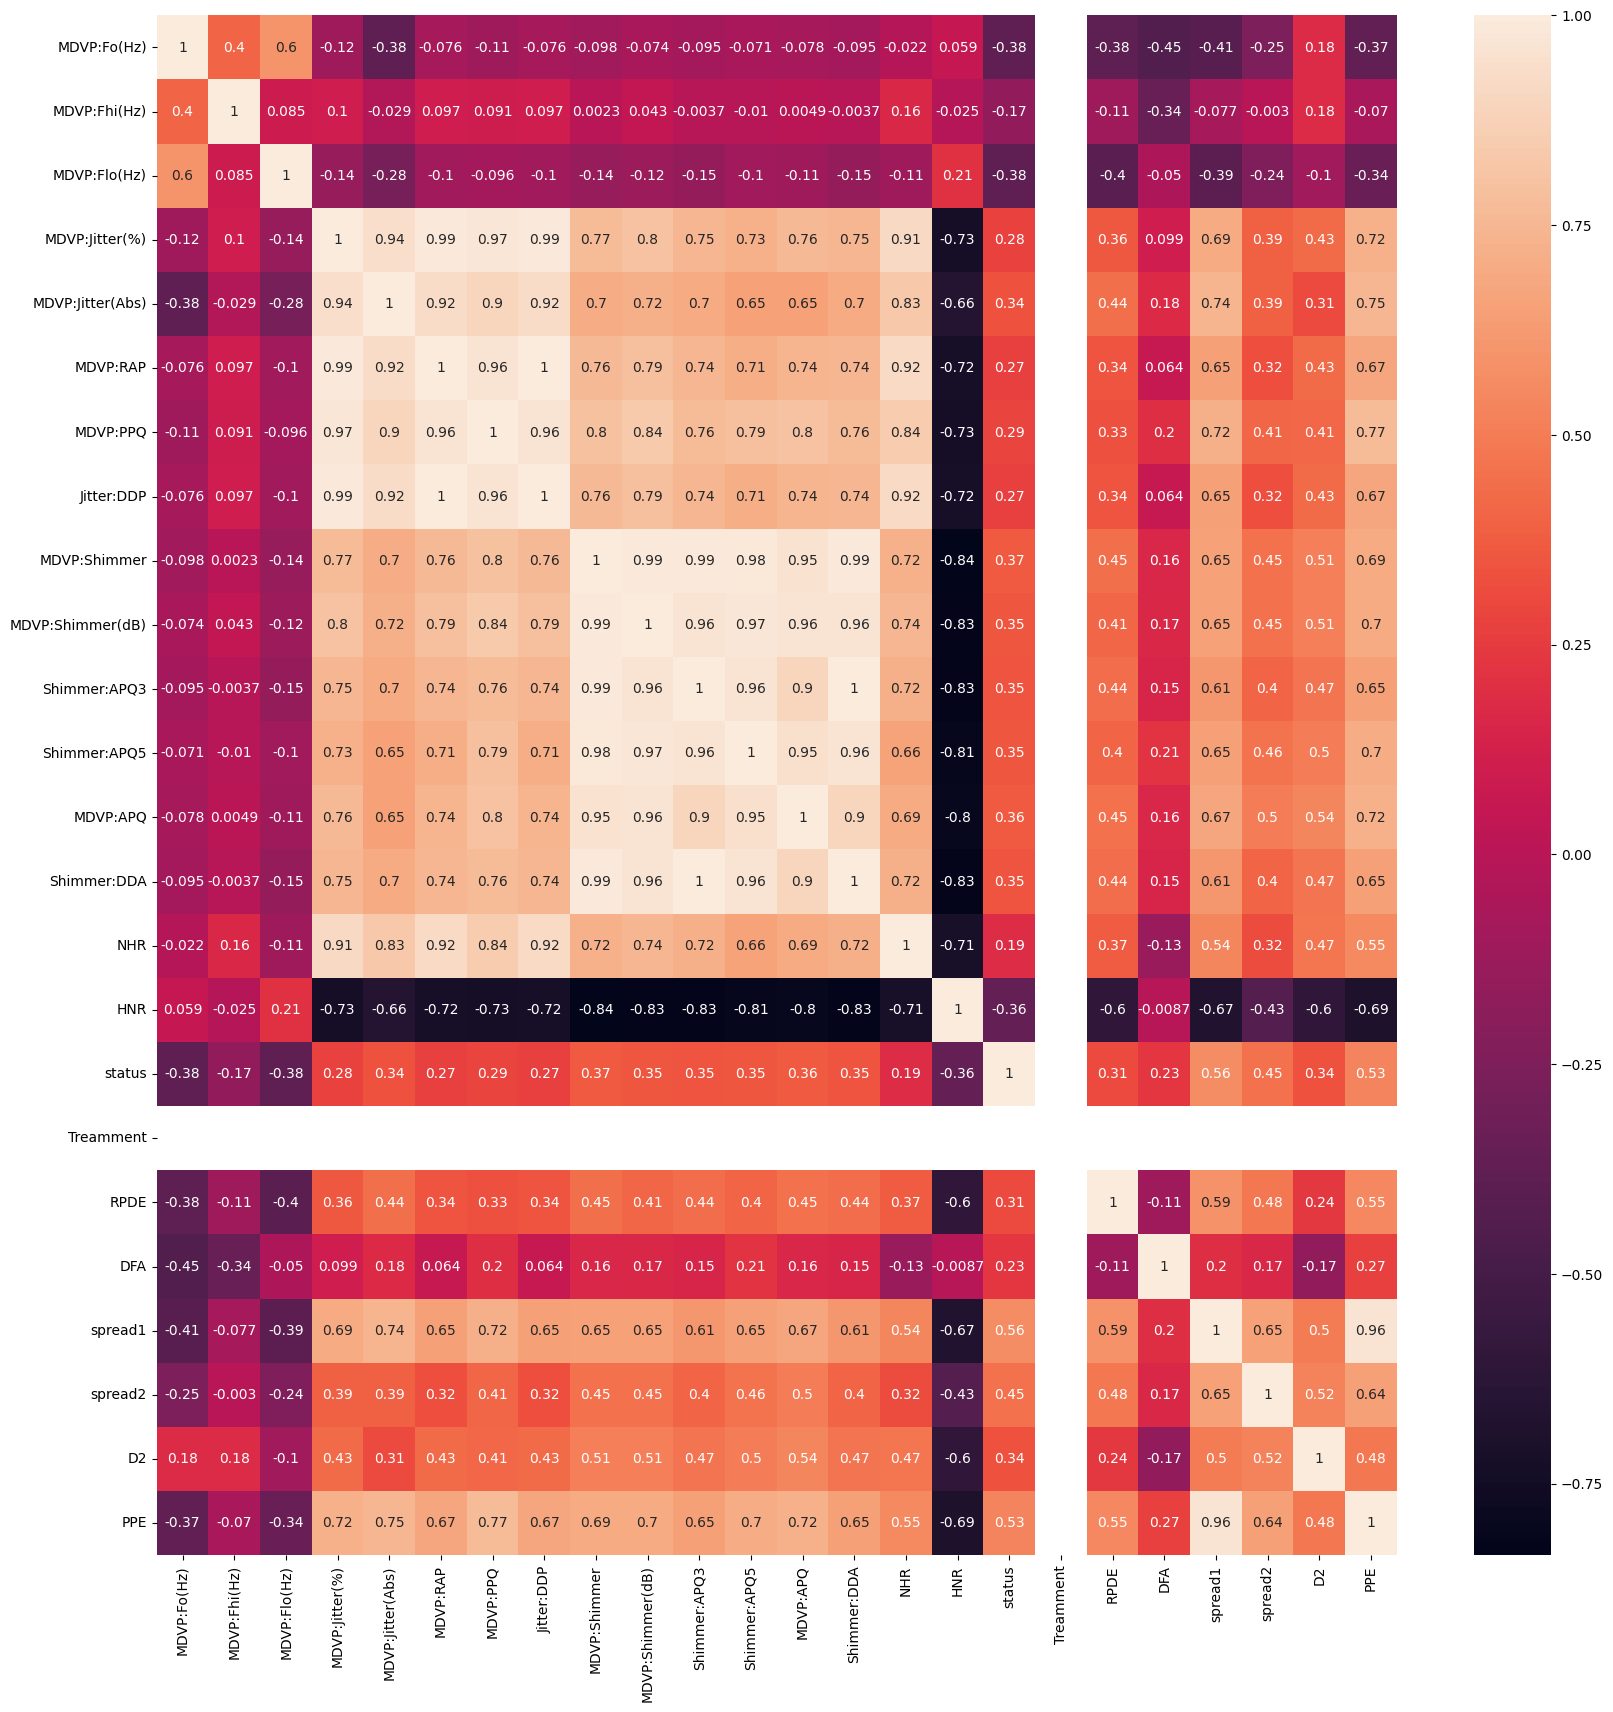 MDVP:Fo(Hz) 1 0.4 0.6 -0.12 -0.38 -0.076 -0.11 -0.076 -0.098 -0.074 -0.095 -0.071 -0.078 -0.095 -0.022 0.059 -0.38 -0.38 -0.45 -0.41 -0.25 0.18 -0.37
MDVP:Fhi(Hz) 0.4 1 0.085 0.1 -0.029 0.097 0.091 0.097 0.0023 0.043 -0.0037 -0.01 0.0049 -0.0037 0.16 -0.025 -0.17 -0.11 -0.34 -0.077 -0.003 0.18 -0.07
MDVP:Flo(Hz) 0.6 0.085 1 -0.14 -0.28 -0.1 -0.096 -0.1 -0.14 -0.12 -0.15 -0.1 -0.11 -0.15 -0.11 0.21 -0.38 -0.4 -0.05 -0.39 -0.24 -0.1 -0.34
MDVP:Jitter(%) -0.12 0.1 -0.14 1 0.94 0.99 0.97 0.99 0.77 0.8 0.75 0.73 0.76 0.75 0.91 -0.73 0.28 0.36 0.099 0.69 0.39 0.43 0.72
MDVP:Jitter(Abs) -0.38 -0.029 -0.28 0.94 1 0.92 0.9 0.92 0.7 0.72 0.7 0.65 0.65 0.7 0.83 -0.66 0.34 0.44 0.18 0.74 0.39 0.31 0.75
MDVP:RAP -0.076 0.097 -0.1 0.99 0.92 1 0.96 1 0.76 0.79 0.74 0.71 0.74 0.74 0.92 -0.72 0.27 0.34 0.064 0.65 0.32 0.43 0.67
MDVP:PPQ -0.11 0.091 -0.096 0.97 0.9 0.96 1 0.96 0.8 0.84 0.76 0.79 0.8 0.76 0.84 -0.73 0.29 0.33 0.2 0.72 0.41 0.41 0.77
Jitter:DDP -0.076 0.097 -0.1 0.99 0.92 1 0.96 1 0.76 0.79 0.74 0.71 0.74 0.74 0.92 -0.72 0.27 0.34 0.064 0.65 0.32 0.43 0.67
MDVP:Shimmer -0.098 0.0023 -0.14 0.77 0.7 0.76 0.8 0.76 1 0.99 0.99 0.98 0.95 0.99 0.72 -0.84 0.37 0.45 0.16 0.65 0.45 0.51 0.69
MDVP:Shimmer(dB) -0.074 0.043 -0.12 0.8 0.72 0.79 0.84 0.79 0.99 1 0.96 0.97 0.96 0.96 0.74 -0.83 0.35 0.41 0.17 0.65 0.45 0.51 0.7
Shimmer:APQ3 -0.095 -0.0037 -0.15 0.75 0.7 0.74 0.76 0.74 0.99 0.96 1 0.96 0.9 1 0.72 -0.83 0.35 0.44 0.15 0.61 0.4 0.47 0.65
Shimmer:APQ5 -0.071 -0.01 -0.1 0.73 0.65 0.71 0.79 0.71 0.98 0.97 0.96 1 0.95 0.96 0.66 -0.81 0.35 0.4 0.21 0.65 0.46 0.5 0.7
MDVP:APQ -0.078 0.0049 -0.11 0.76 0.65 0.74 0.8 0.74 0.95 0.96 0.9 0.95 1 0.9 0.69 -0.8 0.36 0.45 0.16 0.67 0.5 0.54 0.72
Shimmer:DDA -0.095 -0.0037 -0.15 0.75 0.7 0.74 0.76 0.74 0.99 0.96 1 0.96 0.9 1 0.72 -0.83 0.35 0.44 0.15 0.61 0.4 0.47 0.65
NHR -0.022 0.16 -0.11 0.91 0.83 0.92 0.84 0.92 0.72 0.74 0.72 0.66 0.69 0.72 1 -0.71 0.19 0.37 -0.13 0.54 0.32 0.47 0.55
HNR 0.059 -0.025 0.21 -0.73 -0.66 -0.72 -0.73 -0.72 -0.84 -0.83 -0.83 -0.81 -0.8 -0.83 -0.71 1 -0.36 -0.6 -0.0087 -0.67 -0.43 -0.6 -0.69
status -0.38 -0.17 -0.38 0.28 0.34 0.27 0.29 0.27 0.37 0.35 0.35 0.35 0.36 0.35 0.19 -0.36 1 0.31 0.23 0.56 0.45 0.34 0.53
Treamment
RPDE -0.38 -0.11 -0.4 0.36 0.44 0.34 0.33 0.34 0.45 0.41 0.44 0.4 0.45 0.44 0.37 -0.6 0.31 1 -0.11 0.59 0.48 0.24 0.55
DFA -0.45 -0.34 -0.05 0.099 0.18 0.064 0.2 0.064 0.16 0.17 0.15 0.21 0.16 0.15 -0.13 -0.0087 0.23 -0.11 1 0.2 0.17 -0.17 0.27
spread1 -0.41 -0.077 -0.39 0.69 0.74 0.65 0.72 0.65 0.65 0.65 0.61 0.65 0.67 0.61 0.54 -0.67 0.56 0.59 0.2 1 0.65 0.5 0.96
spread2 -0.25 -0.003 -0.24 0.39 0.39 0.32 0.41 0.32 0.45 0.45 0.4 0.46 0.5 0.4 0.32 -0.43 0.45 0.48 0.17 0.65 1 0.52 0.64
D2 0.18 0.18 -0.1 0.43 0.31 0.43 0.41 0.43 0.51 0.51 0.47 0.5 0.54 0.47 0.47 -0.6 0.34 0.24 -0.17 0.5 0.52 1 0.48
PPE -0.37 -0.07 -0.34 0.72 0.75 0.67 0.77 0.67 0.69 0.7 0.65 0.7 0.72 0.65 0.55 -0.69 0.53 0.55 0.27 0.96 0.64 0.48 1
MDVP:Fo(Hz)
MDVP:Fhi(Hz)
MDVP:Flo(Hz)
MDVP:Jitter(%)
MDVP:Jitter(Abs)
MDVP:RAP
MDVP:PPQ
Jitter:DDP
MDVP:Shimmer
MDVP:Shimmer(dB)
Shimmer:APQ3
Shimmer:APQ5
MDVP:APQ
Shimmer:DDA
NHR
HNR
status
Treamment
RPDE
DFA
spread1
spread2
D2
PPE
1.00
0.75
0.50
0.25
0.00
−0.25
−0.50
−0.75